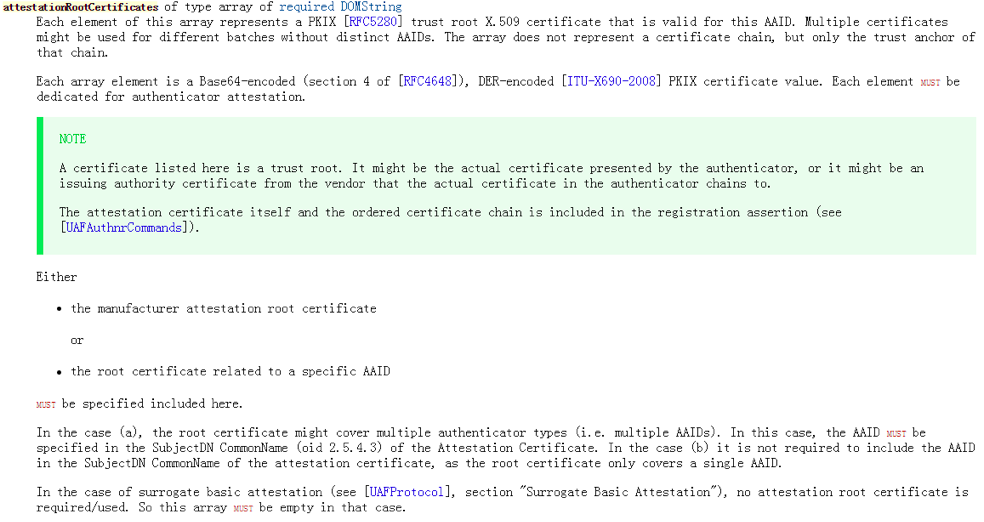 attestationRootCertificates of type array of required DOMString
Each element of this array represents a PKIX [RFC5280] trust root X.509 certificate that is valid for this AAID. Multiple certificates
might be used for different batches without distinct AAIDs. The array does not represent a certificate chain, but only the trust anchor of
that chain.
Each array element is a Base64-encoded (section 4 of [RFC4648]), DER-encoded [ITU-X690-2008] PKIX certificate value. Each element MUST be
dedicated for authenticator attestation.
NOTE
A certificate listed here is a trust root. It might be the actual certificate presented by the authenticator, or it might be an
issuing authority certificate from the vendor that the actual certificate in the authenticator chains to.
The attestation certificate itself and the ordered certificate chain is included in the registration assertion (see
[UAFAuthnrCommands]).
Either
• the manufacturer attestation root certificate
or
• the root certificate related to a specific AAID
MUST be specified included here.
In the case (a), the root certificate might cover multiple authenticator types (i.e. multiple AAIDs). In this case, the AAID MUST be
specified in the SubjectDN CommonName (oid 2.5.4.3) of the Attestation Certificate. In the case (b) it is not required to include the AAID
in the SubjectDN CommonName of the attestation certificate, as the root certificate only covers a single AAID.
In the case of surrogate basic attestation (see [UAFProtocol], section "Surrogate Basic Attestation"), no attestation root certificate is
required/used. So this array MUST be empty in that case.